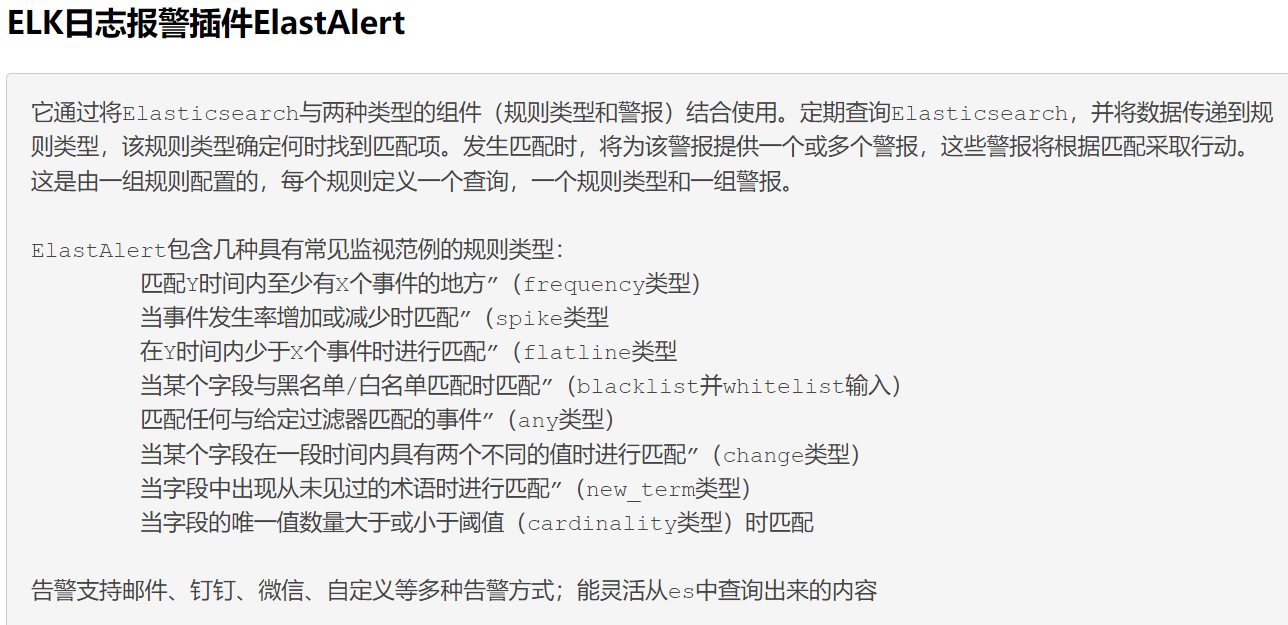 ELK日志报警插件ElastAlert
它通过将Elasticsearch与两种类型的组件（规则类型和警报）结合使用。定期查询Elasticsearch，并将数据传递到规
则类型，该规则类型确定何时找到匹配项。发生匹配时，将为该警报提供一个或多个警报，这些警报将根据匹配采取行动。
这是由一组规则配置的，每个规则定义一个查询，一个规则类型和一组警报。
ElastAlert包含几种具有常见监视范例的规则类型：
匹配Y时间内至少有X个事件的地方”（frequency类型）
当事件发生率增加或减少时匹配”（spike类型
在Y时间内少于X个事件时进行匹配”（flatline类型
当某个字段与黑名单/白名单匹配时匹配”（blacklist并whitelist输入）
匹配任何与给定过滤器匹配的事件”（any类型）
当某个字段在一段时间内具有两个不同的值时进行匹配”（change类型）
当字段中出现从未见过的术语时进行匹配”（new_term类型）
当字段的唯一值数量大于或小于阈值（cardinality类型）时匹配
告警支持邮件、钉钉、微信、自定义等多种告警方式；能灵活从es中查询出来的内容